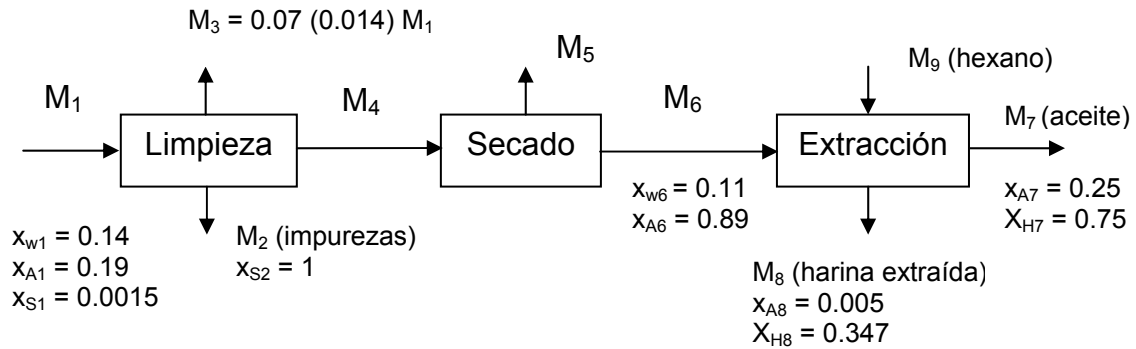 M₃ = 0.07 (0.014) M₁
M₅
M₉ (hexano)
M₁
M₄
M₆
M₇ (aceite)
Limpieza
Secado
Extracción
x_w1 = 0.14
x_A1 = 0.19
x_S1 = 0.0015
M₂ (impurezas)
x_S2 = 1
x_w6 = 0.11
x_A6 = 0.89
x_A7 = 0.25
X_H7 = 0.75
M₈ (harina extraída)
x_A8 = 0.005
X_H8 = 0.347